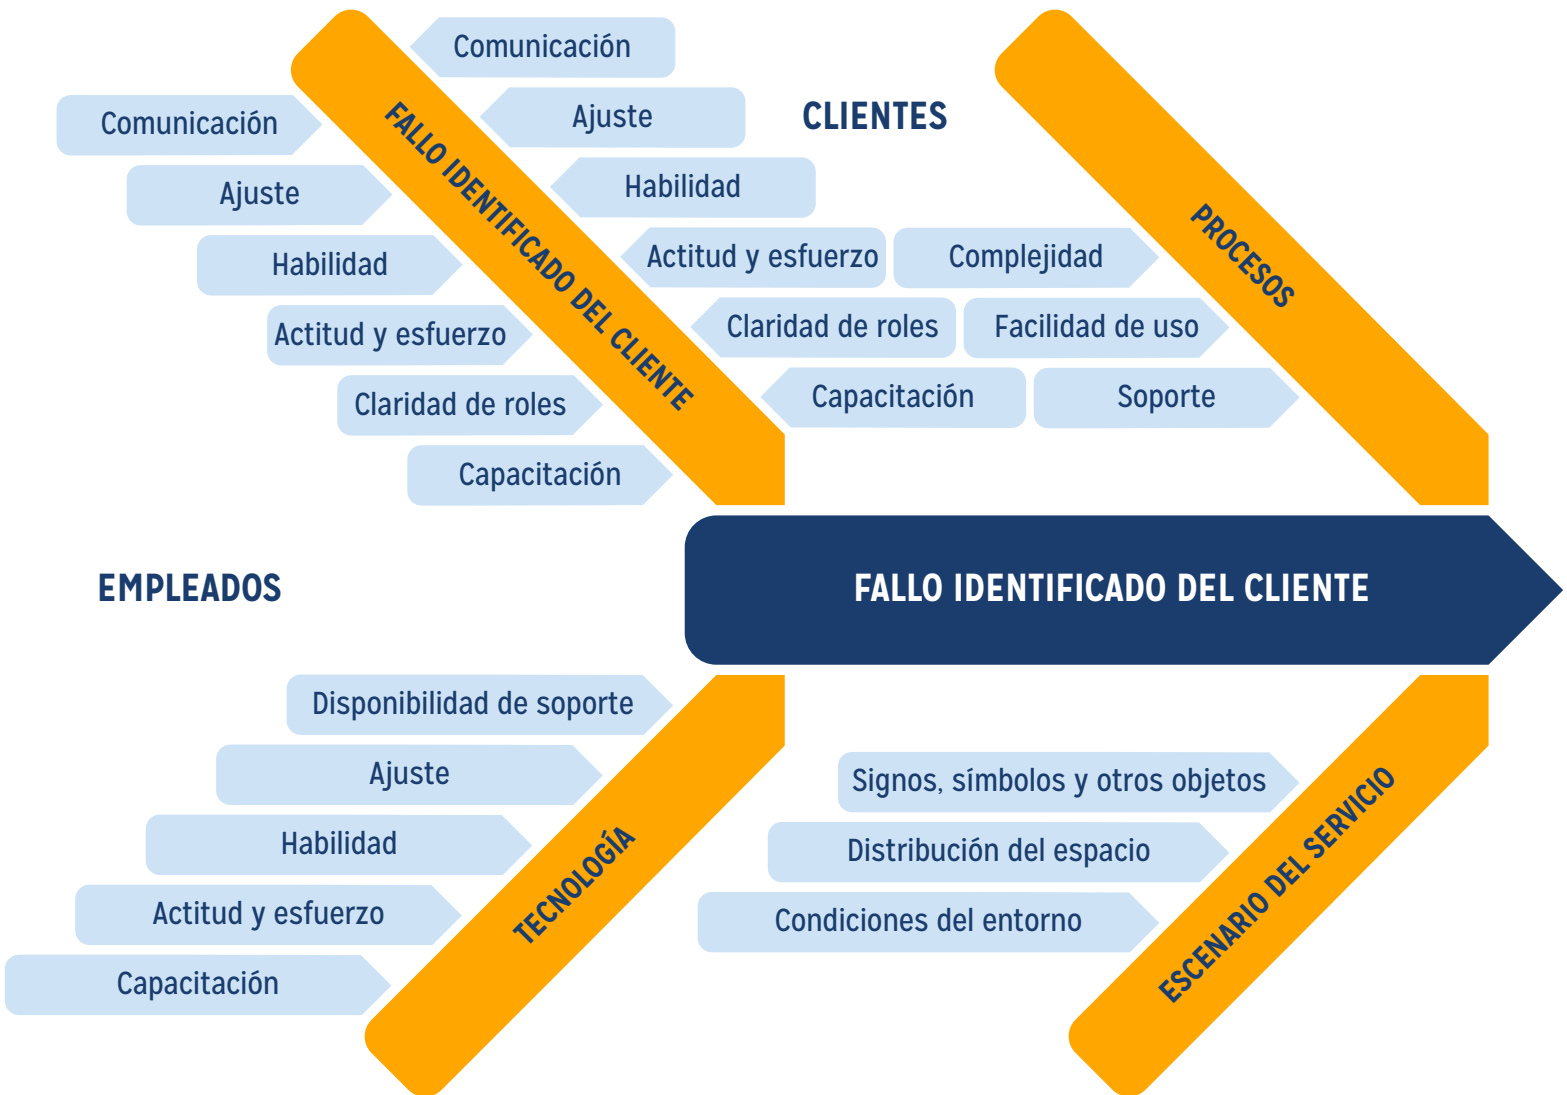 Comunicación
Ajuste
Habilidad
Actitud y esfuerzo
Claridad de roles
Capacitación
FALLO IDENTIFICADO DEL CLIENTE
Comunicación
Ajuste
Habilidad
Actitud y esfuerzo
Claridad de roles
Capacitación
CLIENTES
Complejidad
Facilidad de uso
Soporte
PROCESOS
EMPLEADOS
FALLO IDENTIFICADO DEL CLIENTE
Disponibilidad de soporte
Ajuste
Habilidad
Actitud y esfuerzo
Capacitación
TECNOLOGÍA
Signos, símbolos y otros objetos
Distribución del espacio
Condiciones del entorno
ESCENARIO DEL SERVICIO